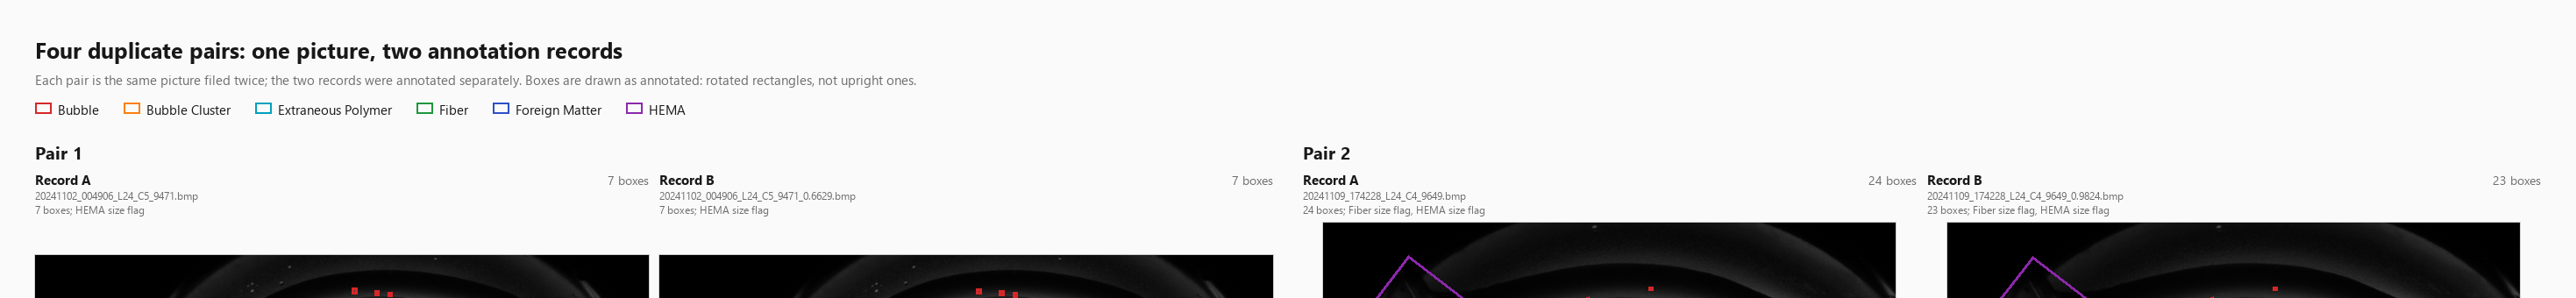 Four duplicate pairs: one picture, two annotation records
Each pair is the same picture filed twice; the two records were annotated separately. Boxes are drawn as annotated: rotated rectangles, not upright ones.
Bubble Bubble Cluster Extraneous Polymer Fiber Foreign Matter HEMA
Pair 1
Record A 7 boxes
20241102_004906_L24_C5_9471.bmp
7 boxes; HEMA size flag
Record B 7 boxes
20241102_004906_L24_C5_9471_0.6629.bmp
7 boxes; HEMA size flag
Pair 2
Record A 24 boxes
20241109_174228_L24_C4_9649.bmp
24 boxes; Fiber size flag, HEMA size flag
Record B 23 boxes
20241109_174228_L24_C4_9649_0.9824.bmp
23 boxes; Fiber size flag, HEMA size flag